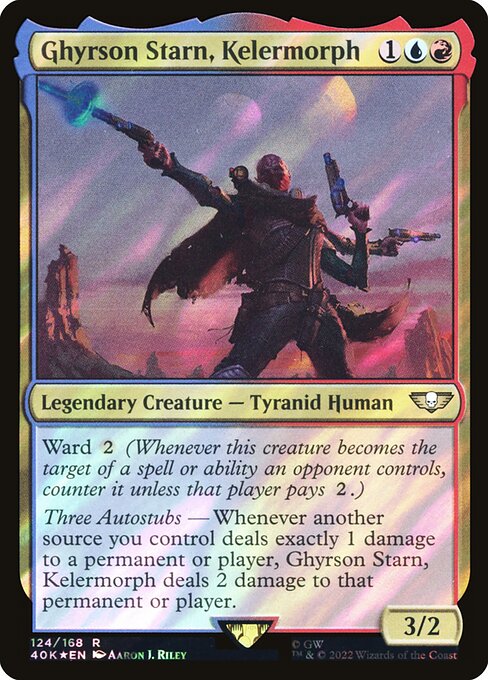 Ghyrson Starn, Kelermorph 1
Legendary Creature — Tyranid Human
Ward 2 (Whenever this creature becomes the
target of a spell or ability an opponent controls,
counter it unless that player pays 2.)
Three Autostubs — Whenever another
source you control deals exactly 1 damage
to a permanent or player, Ghyrson Starn,
Kelermorph deals 2 damage to that
permanent or player.
3/2
124/168 R
40K★EN Aaron J. Riley
© GW
™ & © 2022 Wizards of the Coast